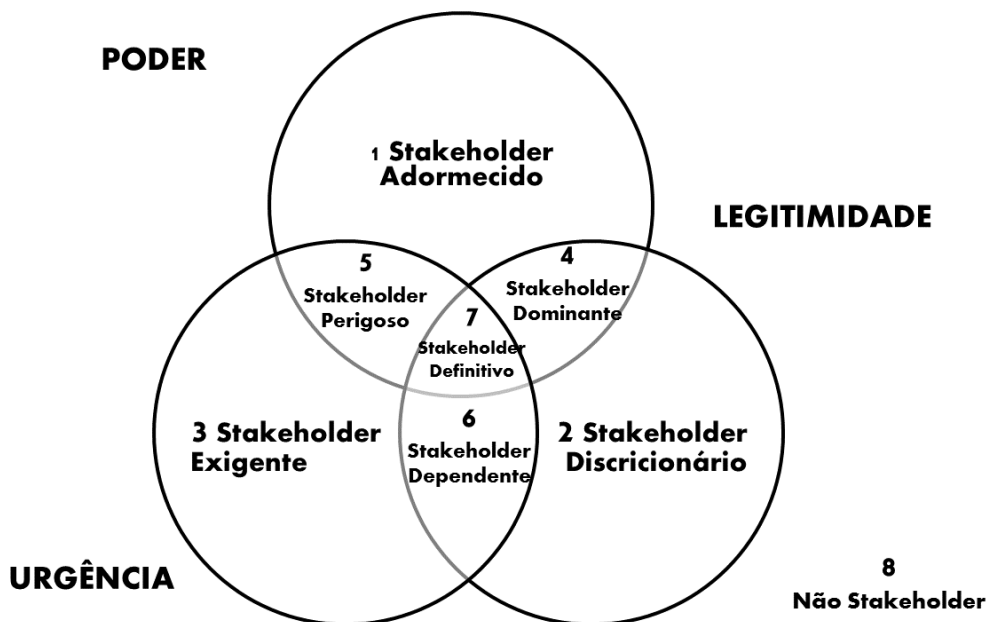 PODER
1 Stakeholder
Adormecido
LEGITIMIDADE
5
Stakeholder
Perigoso
4
Stakeholder
Dominante
7
Stakeholder
Definitivo
3 Stakeholder
Exigente
6
Stakeholder
Dependente
2 Stakeholder
Discricionário
URGÊNCIA
8
Não Stakeholder